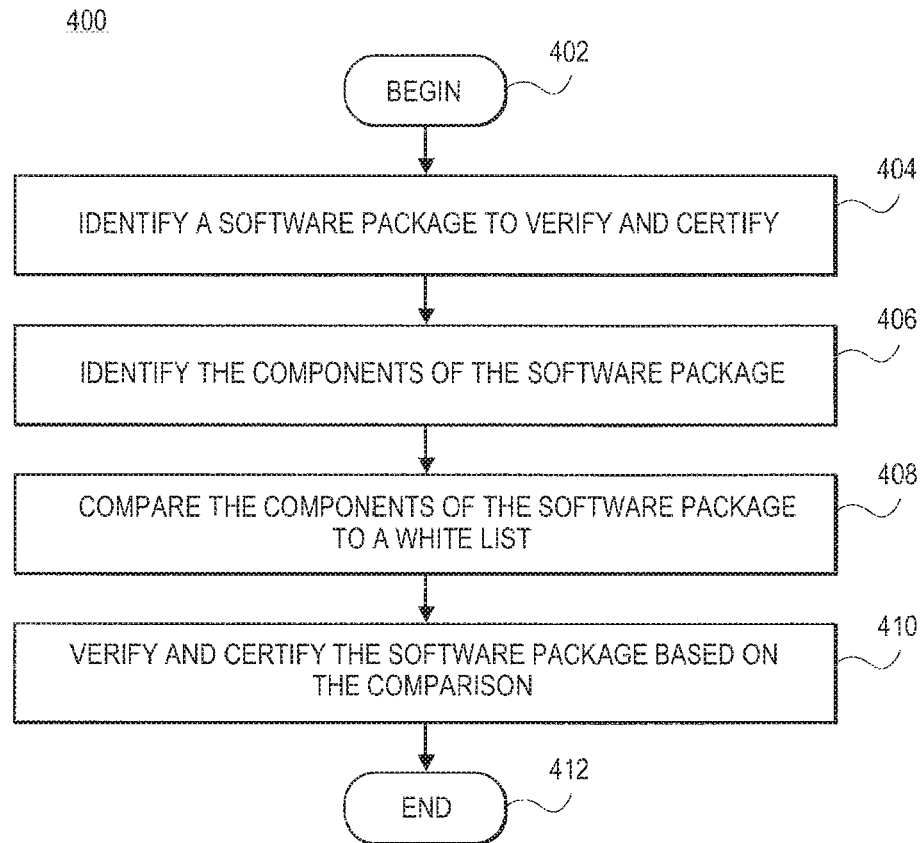 400
402
BEGIN
404
IDENTIFY A SOFTWARE PACKAGE TO VERIFY AND CERTIFY
406
IDENTIFY THE COMPONENTS OF THE SOFTWARE PACKAGE
408
COMPARE THE COMPONENTS OF THE SOFTWARE PACKAGE
TO A WHITE LIST
410
VERIFY AND CERTIFY THE SOFTWARE PACKAGE BASED ON
THE COMPARISON
412
END